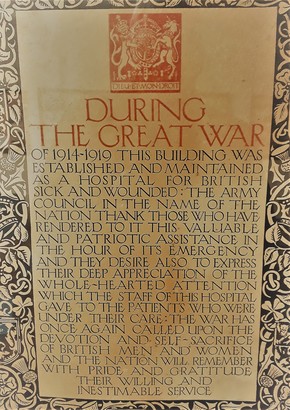 DIEU ET MON DROIT
DURING
THE GREAT WAR
OF 1914-1919 THIS BUILDING WAS
ESTABLISHED AND MAINTAINED
AS A HOSPITAL FOR BRITISH
SICK AND WOUNDED: THE ARMY
COUNCIL IN THE NAME OF THE
NATION THANK THOSE WHO HAVE
RENDERED TO IT THIS VALUABLE
AND PATRIOTIC ASSISTANCE IN
THE HOUR OF ITS EMERGENCY
AND THEY DESIRE ALSO TO EXPRESS
THEIR DEEP APPRECIATION OF THE
WHOLE-HEARTED ATTENTION
WHICH THE STAFF OF THIS HOSPITAL
GAVE TO THE PATIENTS WHO WERE
UNDER THEIR CARE: THE WAR HAS
ONCE AGAIN CALLED UPON THE
DEVOTION AND SELF-SACRIFICE
OF BRITISH MEN AND WOMEN
AND THE NATION WILL REMEMBER
WITH PRIDE AND GRATITUDE
THEIR WILLING AND
INESTIMABLE SERVICE